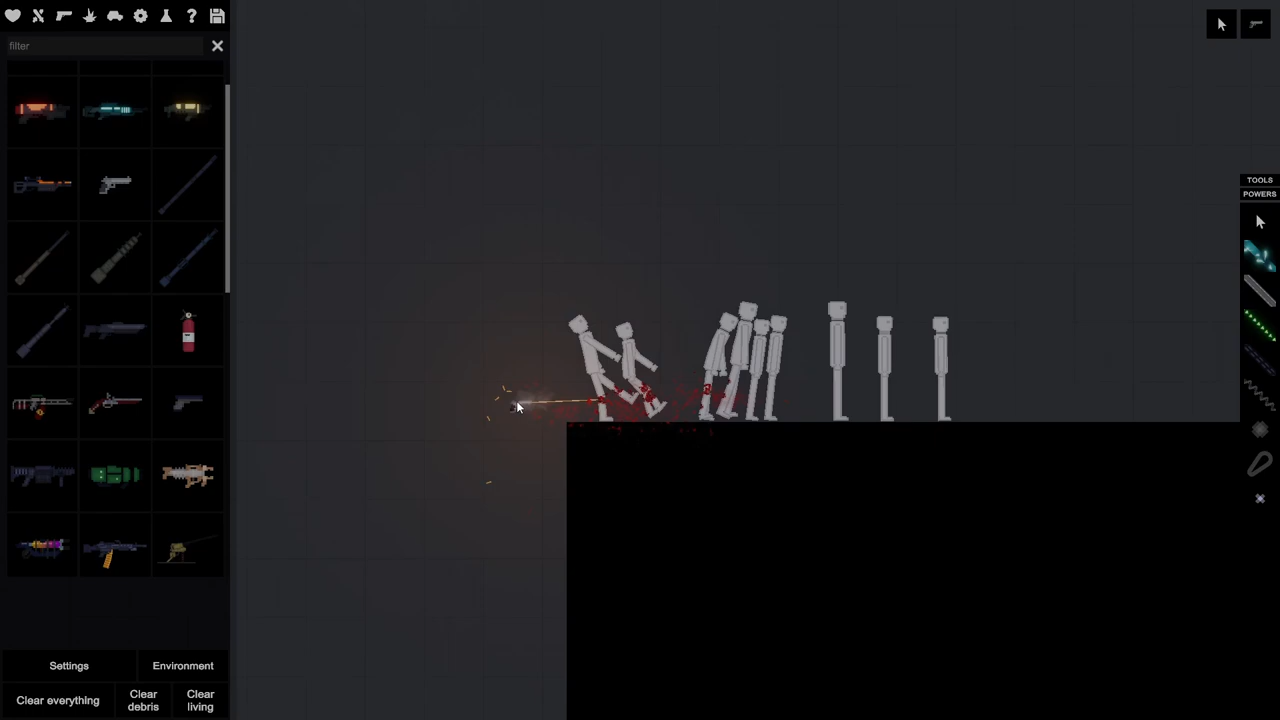 filter
TOOLS
POWERS
Settings
Environment
Clear everything
Clear
debris
Clear
living